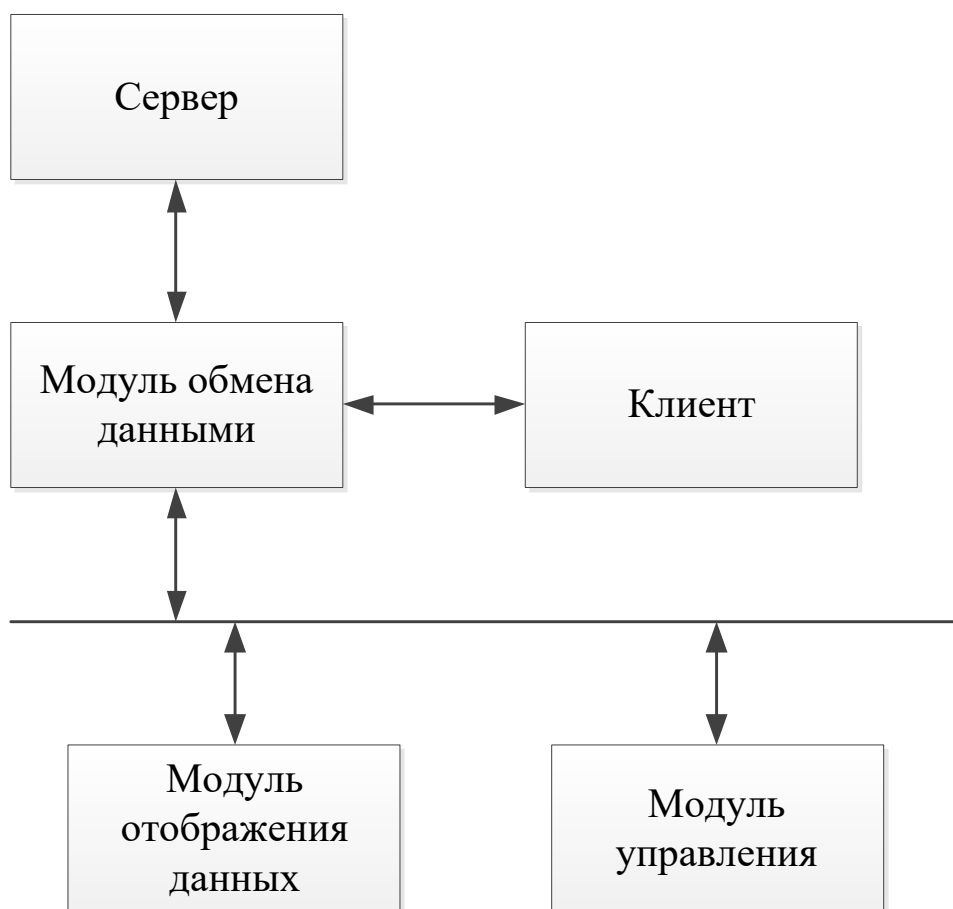 Сервер
Модуль обмена
данными
Клиент
Модуль
отображения
данных
Модуль
управления